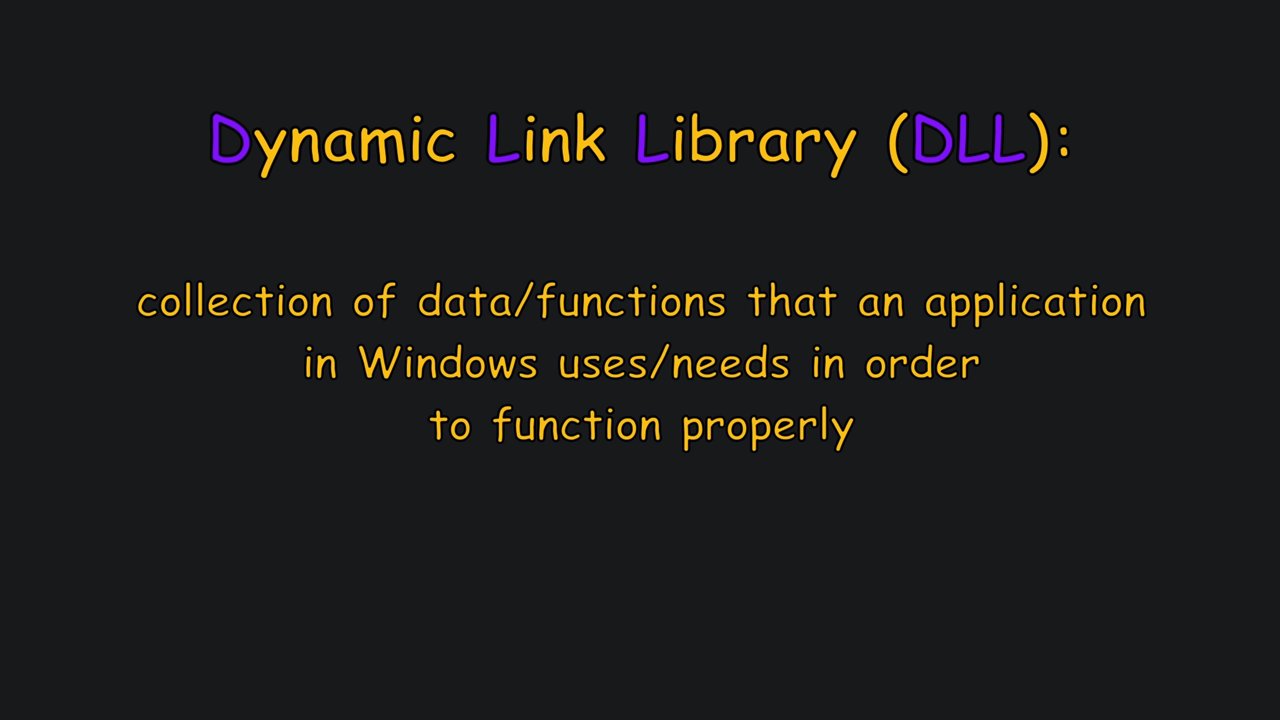 Dynamic Link Library (DLL):
collection of data/functions that an application
in Windows uses/needs in order
to function properly